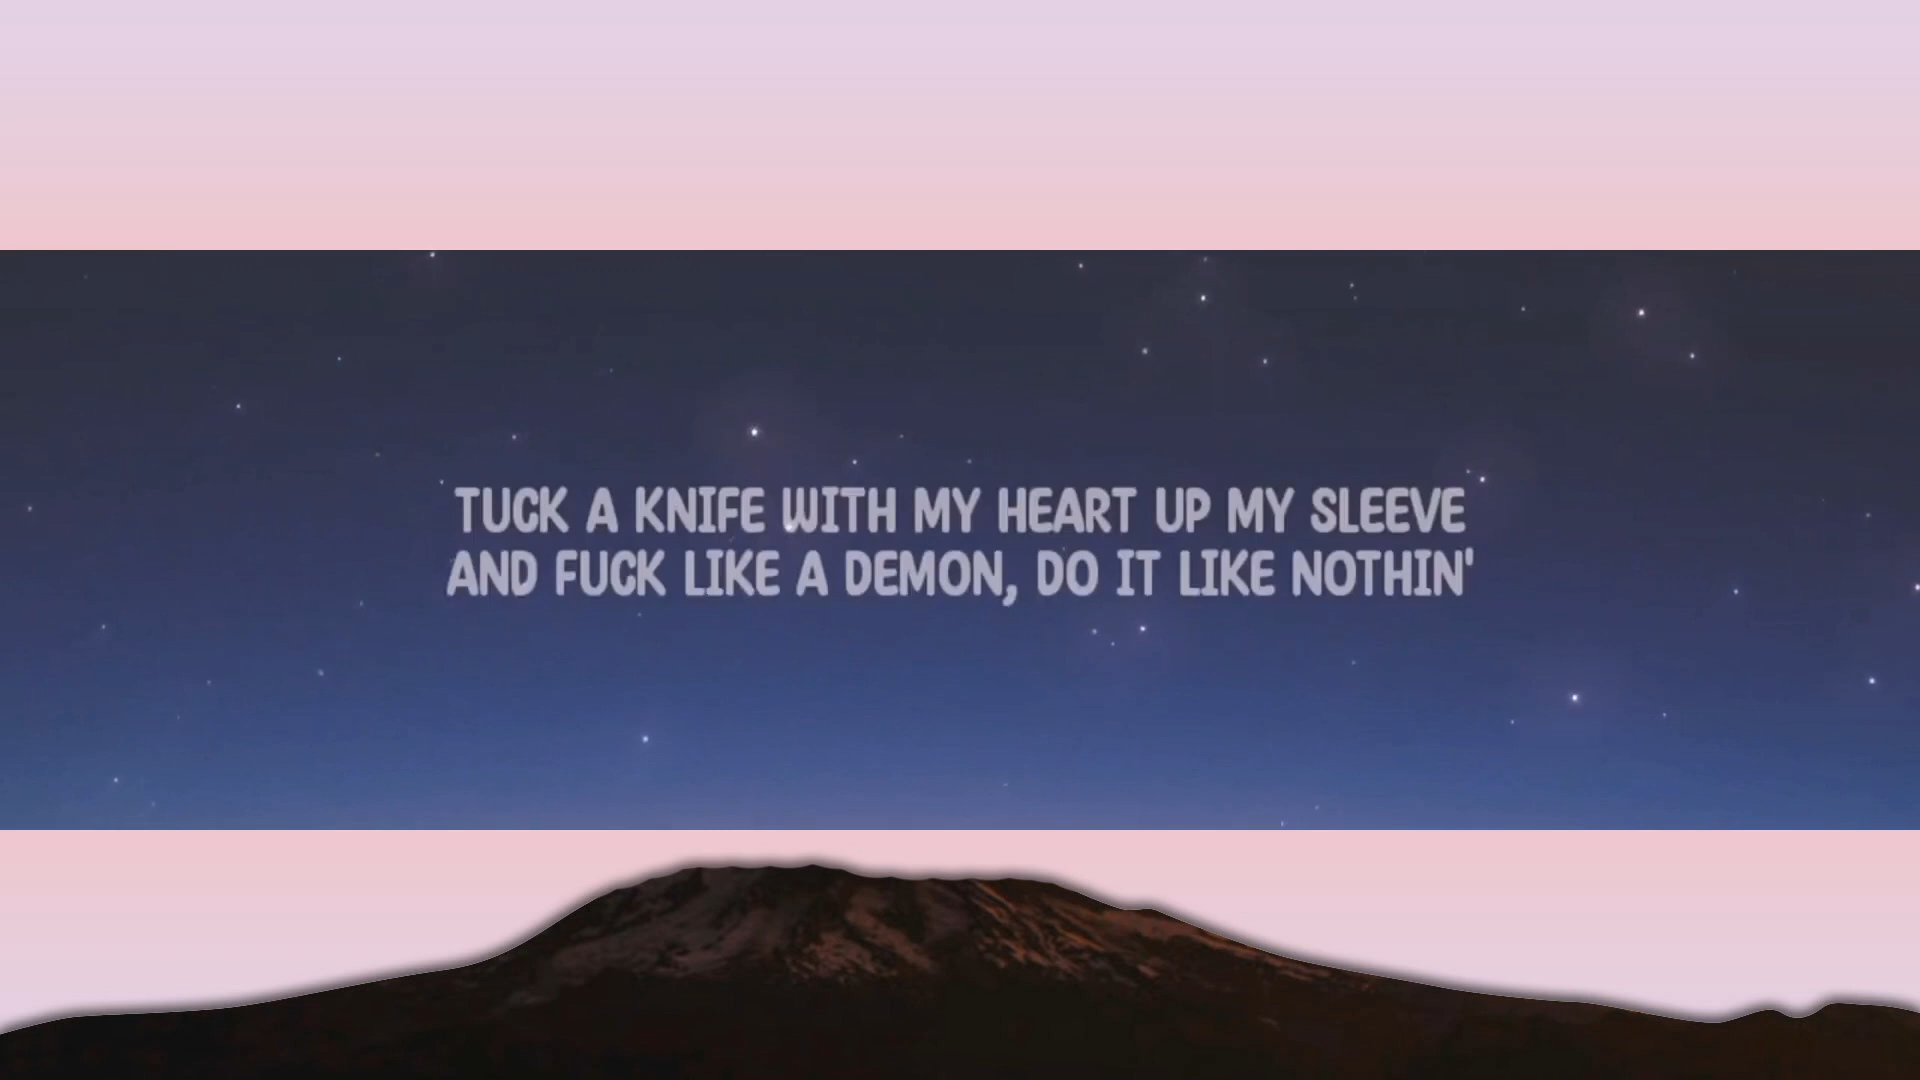 TUCK A KNIFE WITH MY HEART UP MY SLEEVE
AND FUCK LIKE A DEMON, DO IT LIKE NOTHIN'